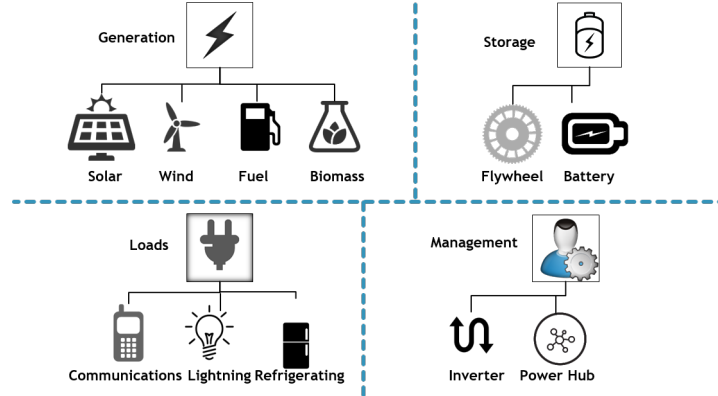 Generation
Storage
Solar Wind Fuel Biomass
Flywheel Battery
Loads
Management
Communications Lightning Refrigerating
Inverter Power Hub